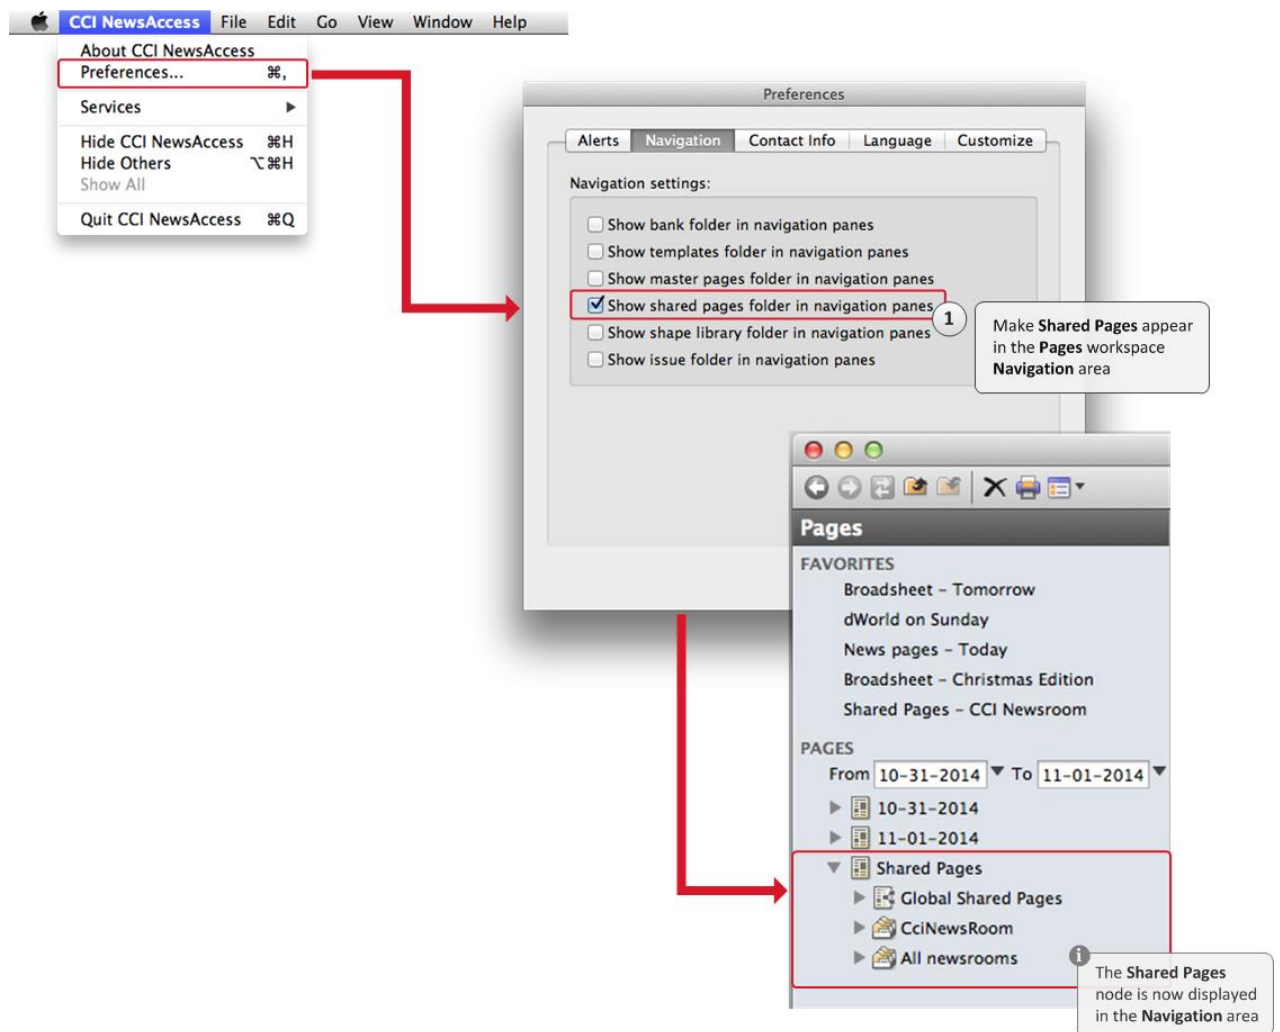 CCI NewsAccess File Edit Go View Window Help
About CCI NewsAccess
Preferences... ⌘,
Services ▶
Hide CCI NewsAccess ⌘H
Hide Others ⌥⌘H
Show All
Quit CCI NewsAccess ⌘Q
Preferences
Alerts Navigation Contact Info Language Customize
Navigation settings:
Show bank folder in navigation panes
Show templates folder in navigation panes
Show master pages folder in navigation panes
Show shared pages folder in navigation panes
Show shape library folder in navigation panes
Show issue folder in navigation panes
1
Make Shared Pages appear
in the Pages workspace
Navigation area
Pages
FAVORITES
Broadsheet – Tomorrow
dWorld on Sunday
News pages – Today
Broadsheet – Christmas Edition
Shared Pages – CCI Newsroom
PAGES
From 10-31-2014 To 11-01-2014
10-31-2014
11-01-2014
Shared Pages
Global Shared Pages
CciNewsRoom
All newsrooms
i
The Shared Pages
node is now displayed
in the Navigation area